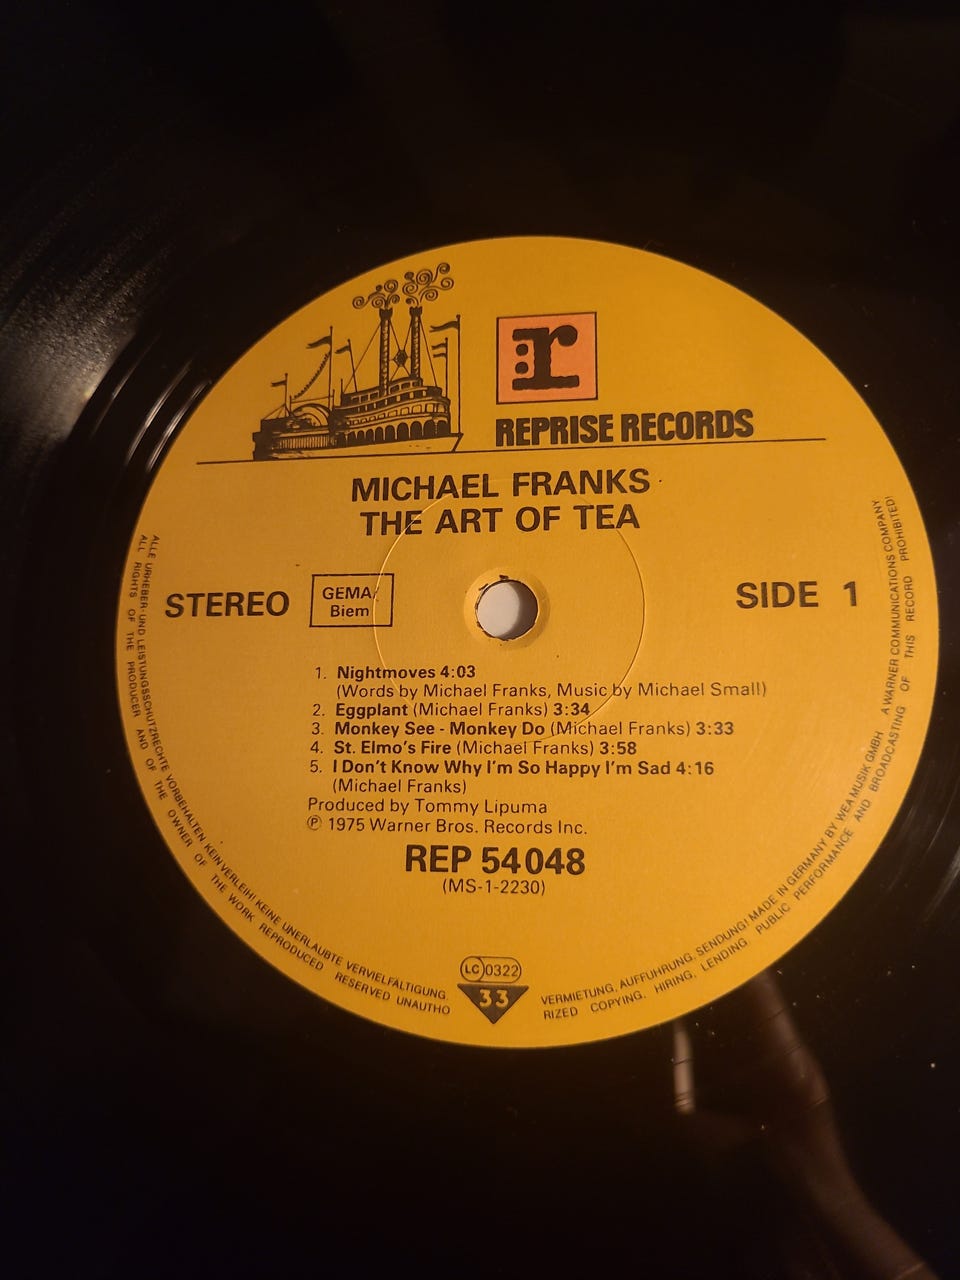 r
REPRISE RECORDS
MICHAEL FRANKS
THE ART OF TEA
STEREO
GEMA/
Biem
SIDE 1
1. Nightmoves 4:03
(Words by Michael Franks, Music by Michael Small)
2. Eggplant (Michael Franks) 3:34
3. Monkey See - Monkey Do (Michael Franks) 3:33
4. St. Elmo's Fire (Michael Franks) 3:58
5. I Don't Know Why I'm So Happy I'm Sad 4:16
(Michael Franks)
Produced by Tommy Lipuma
℗ 1975 Warner Bros. Records Inc.
REP 54 048
(MS-1-2230)
LC 0322
33
ALLE URHEBER- UND LEISTUNGSSCHUTZRECHTE VORBEHALTEN KEIN VERLEIH! KEINE UNERLAUBTE VERVIELFÄLTIGUNG,
VERMIETUNG, AUFFÜHRUNG, SENDUNG! MADE IN GERMANY BY WEA MUSIK GMBH A WARNER COMMUNICATIONS COMPANY
ALL RIGHTS OF THE PRODUCER AND OF THE OWNER OF THE WORK REPRODUCED RESERVED UNAUTHO
RIZED COPYING, HIRING, LENDING PUBLIC PERFORMANCE AND BROADCASTING OF THIS RECORD PROHIBITED!